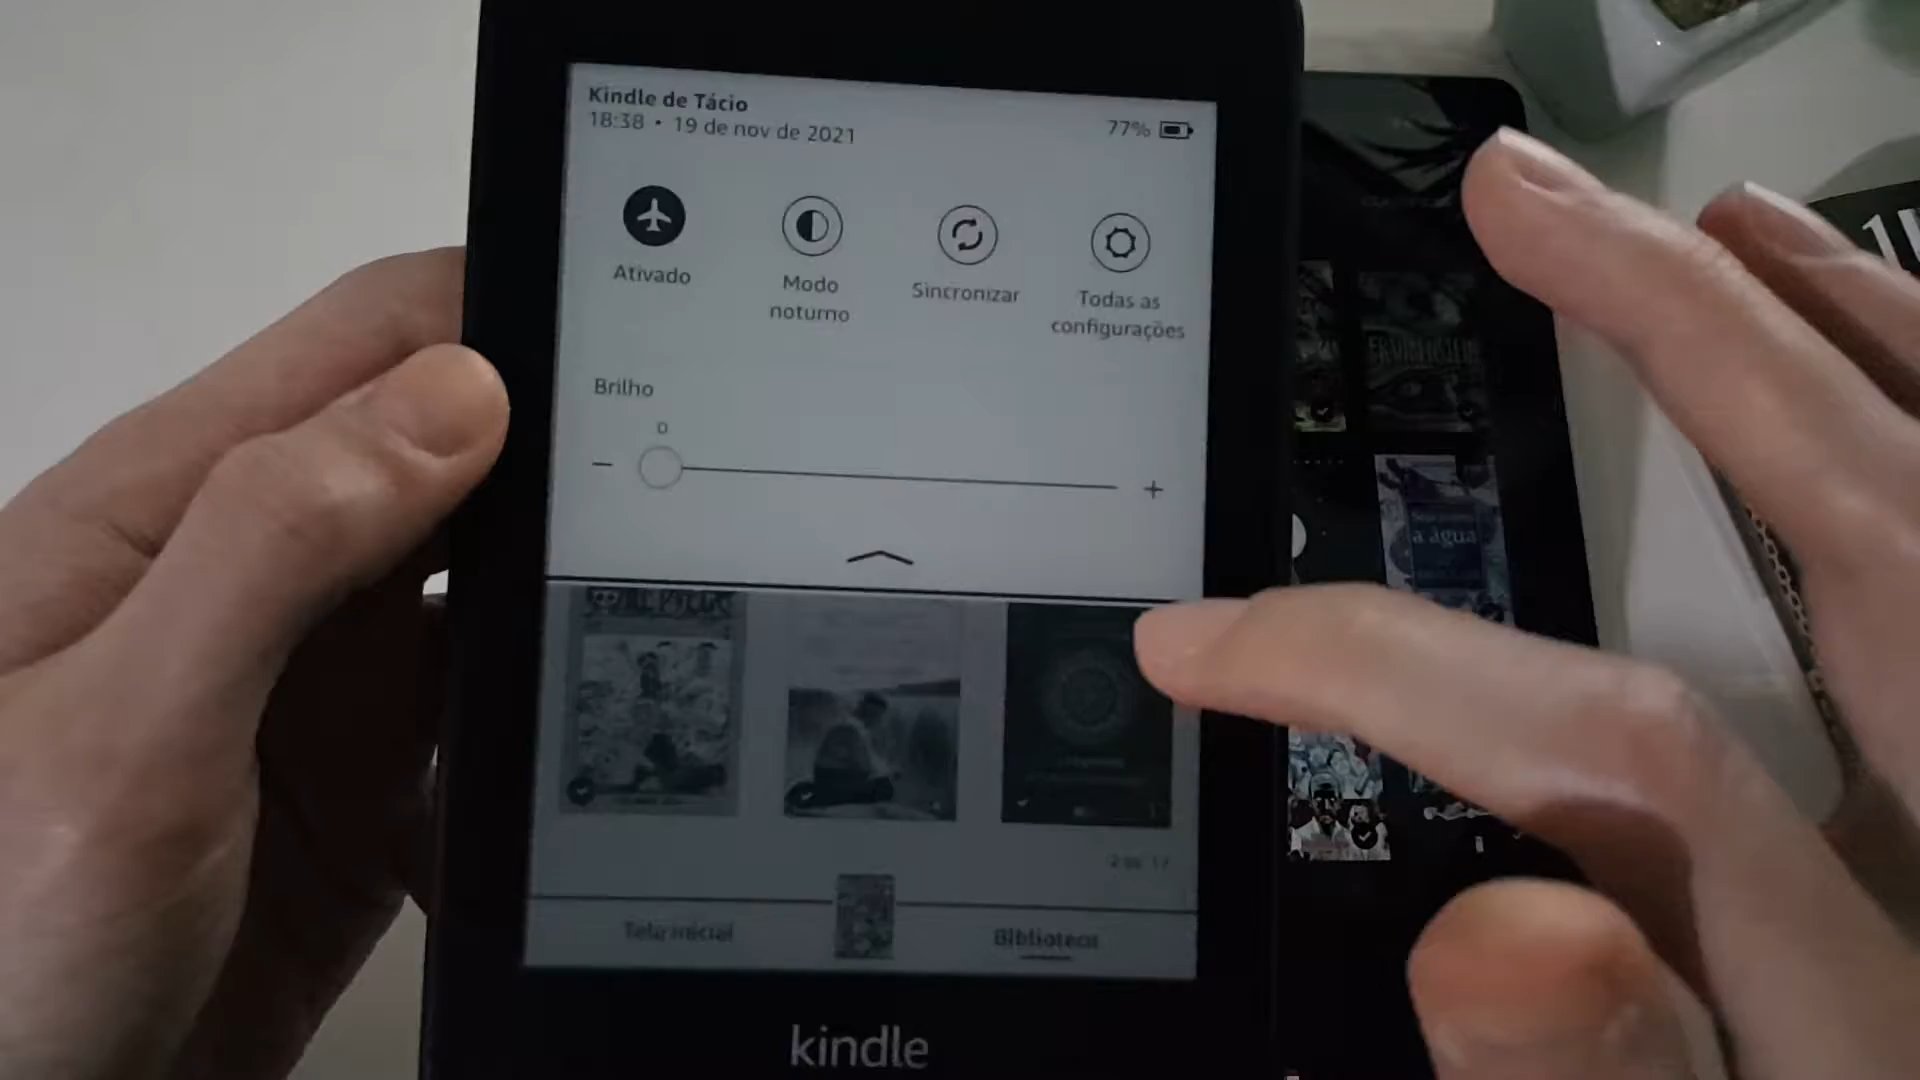 Kindle de Tácio
18:38 • 19 de nov de 2021
77%
Ativado
Modo
noturno
Sincronizar
Todas as
configurações
Brilho
0
Tela inicial
Biblioteca
kindle
a água